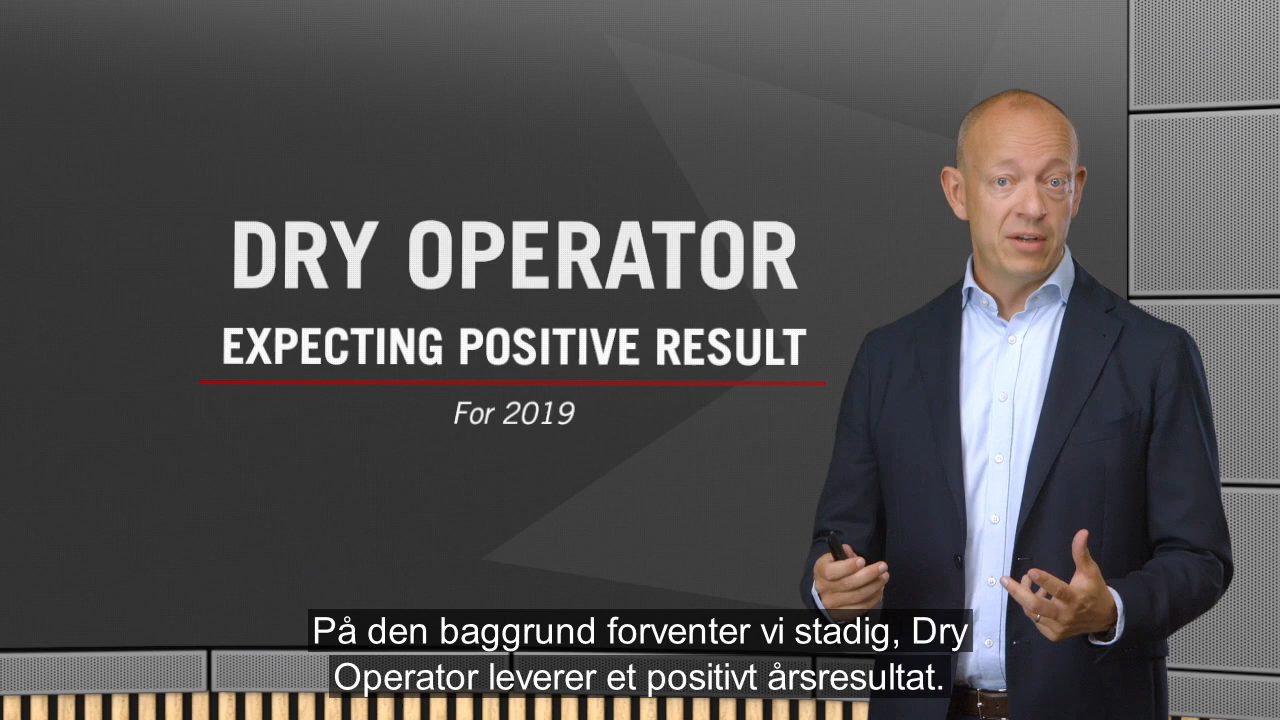 DRY OPERATOR
EXPECTING POSITIVE RESULT
For 2019
På den baggrund forventer vi stadig, Dry
Operator leverer et positivt årsresultat.